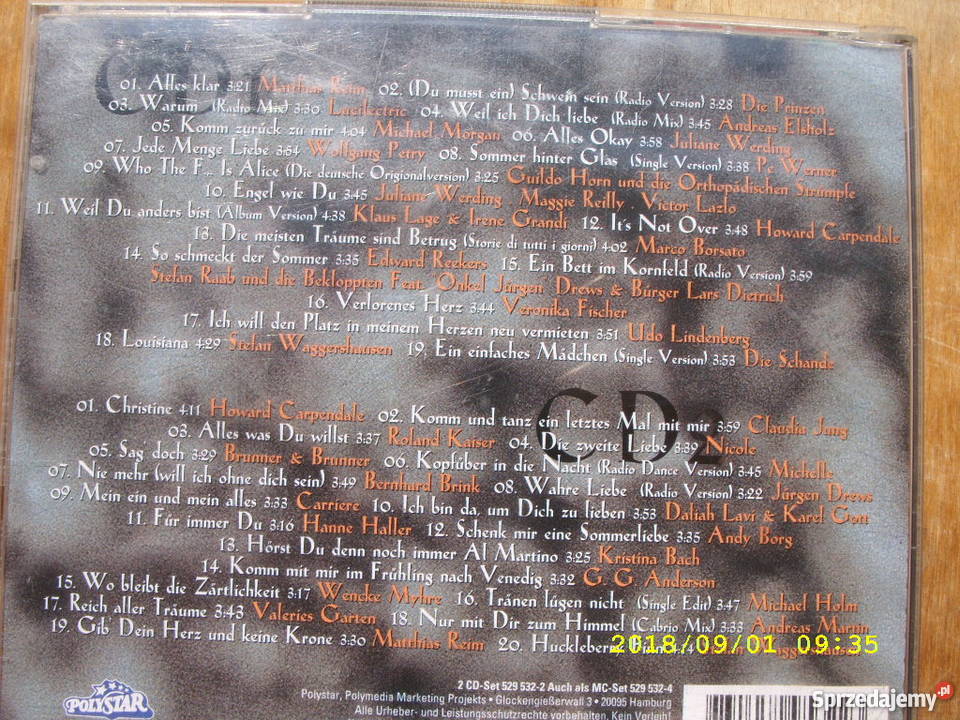 CD 1
01. Alles klar 3:21 Matthias Reim 02. (Du musst ein) Schwein sein (Radio Version) 3:28 Die Prinzen
03. Warum (Radio Mix) 3:30 Lucilectric 04. Weil ich Dich liebe (Radio Mix) 3:45 Andreas Elsholz
05. Komm zurück zu mir 4:04 Michael Morgan 06. Alles Okay 3:58 Juliane Werding
07. Jede Menge Liebe 3:54 Wolfgang Petry 08. Sommer hinter Glas (Single Version) 3:38 Pe Werner
09. Who The F... Is Alice (Die deutsche Origionalversion) 3:25 Guildo Horn und die Orthopädischen Strümpfe
10. Engel wie Du 3:45 Juliane Werding Maggie Reilly Victor Lazlo
11. Weil Du anders bist (Album Version) 4:38 Klaus Lage & Irene Grandi 12. It's Not Over 3:48 Howard Carpendale
13. Die meisten Träume sind Betrug (Storie di tutti i giorni) 4:02 Marco Borsato
14. So schmeckt der Sommer 3:35 Edward Reekers 15. Ein Bett im Kornfeld (Radio Version) 3:59
Stefan Raab und die Bekloppten Feat. "Onkel Jürgen" Drews & Bürger Lars Dietrich
16. Verlorenes Herz 3:44 Veronika Fischer
17. Ich will den Platz in meinem Herzen neu vermieten 3:51 Udo Lindenberg
18. Louisiana 4:29 Stefan Waggershausen 19. Ein einfaches Mädchen (Single Version) 3:53 Die Schande
CD2
01. Christine 4:11 Howard Carpendale 02. Komm und tanz ein letztes Mal mit mir 3:59 Claudia Jung
03. Alles was Du willst 3:37 Roland Kaiser 04. Die zweite Liebe 3:39 Nicole
05. Sag doch 3:29 Brunner & Brunner 06. Kopfüber in die Nacht (Radio Dance Version) 3:45 Michelle
07. Nie mehr (will ich ohne dich sein) 3:49 Bernhard Brink 08. Wahre Liebe (Radio Version) 3:22 Jürgen Drews
09. Mein ein und mein alles 3:33 Carriere 10. Ich bin da, um Dich zu lieben 3:53 Daliah Lavi & Karel Gott
11. Für immer Du 3:16 Hanne Haller 12. Schenk mir eine Sommerliebe 3:35 Andy Borg
13. Hörst Du denn noch immer Al Martino 3:25 Kristina Bach
14. Komm mit mir im Frühling nach Venedig 3:32 G. G. Anderson
15. Wo bleibt die Zärtlichkeit 3:17 Wencke Myhre 16. Tränen lügen nicht (Single Edit) 3:47 Michael Holm
17. Reich aller Träume 3:43 Valeries Garten 18. Nur mit Dir zum Himmel (Cabrio Mix) 3:33 Andreas Martin
19. Gib' Dein Herz und keine Krone 3:30 Matthias Reim 20. Huckleberry Finn 4:14 Stefan Waggershausen
2018/09/01 09:35
POLYSTAR
2 CD-Set 529 532-2 Auch als MC-Set 529 532-4
Polystar, Polymedia Marketing Projekts • Glockengießerwall 3 • 20095 Hamburg
Alle Urheber- und Leistungsschutzrechte vorbehalten. Kein Verleih!
Sprzedajemy.pl